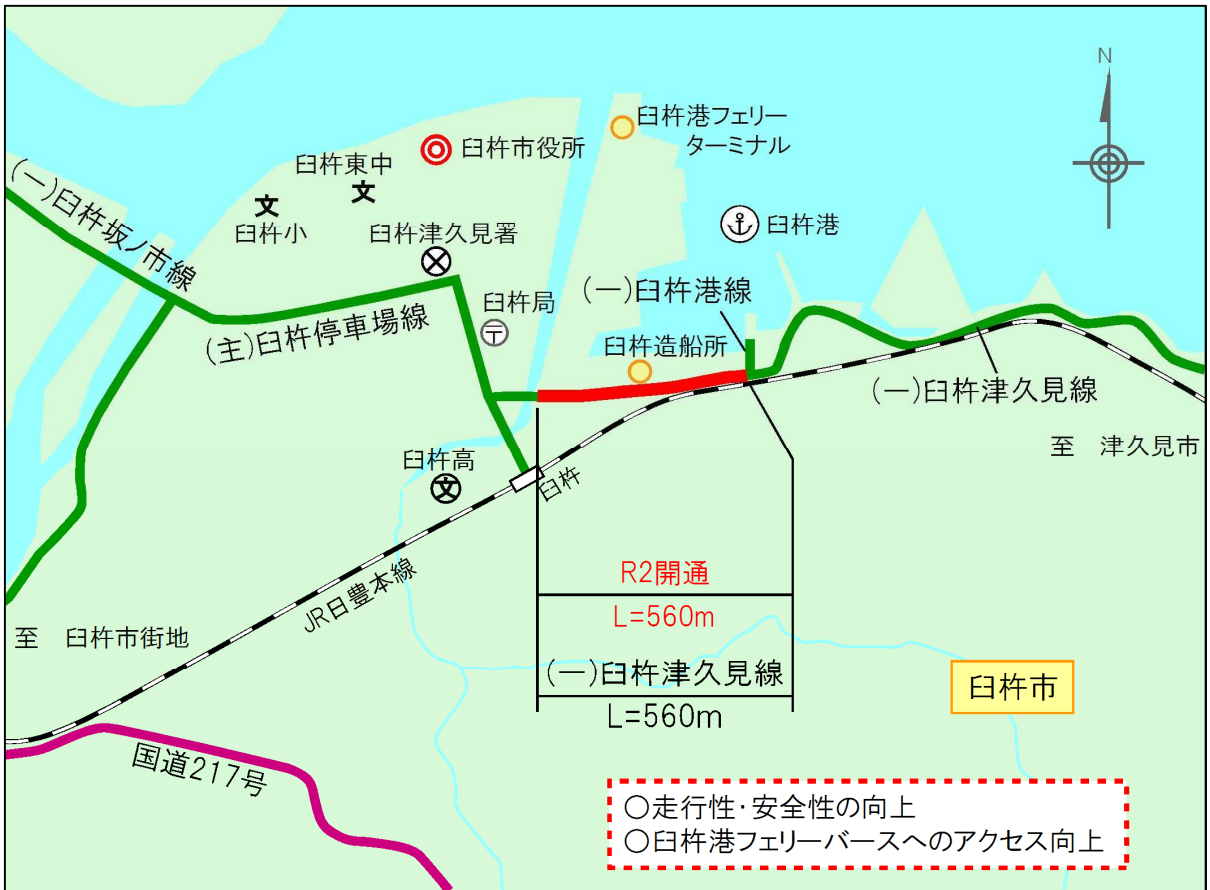 N
臼杵港フェリー
ターミナル
臼杵市役所
臼杵東中
文
文
臼杵小
(一)臼杵坂ノ市線
臼杵津久見署
臼杵港
(一)臼杵港線
臼杵局
〒
(主)臼杵停車場線
臼杵造船所
(一)臼杵津久見線
至 津久見市
臼杵高
文
臼杵
JR日豊本線
R2開通
L=560m
至 臼杵市街地
(一)臼杵津久見線
L=560m
臼杵市
国道217号
○走行性・安全性の向上
○臼杵港フェリーバースへのアクセス向上